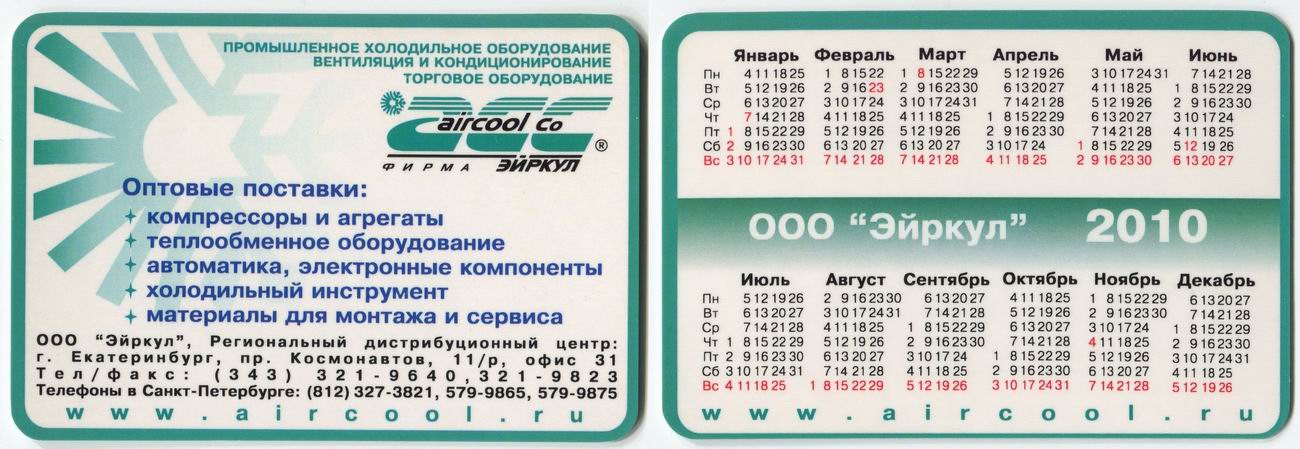 ПРОМЫШЛЕННОЕ ХОЛОДИЛЬНОЕ ОБОРУДОВАНИЕ
ВЕНТИЛЯЦИЯ И КОНДИЦИОНИРОВАНИЕ
ТОРГОВОЕ ОБОРУДОВАНИЕ
aircool Co
ФИРМА ЭЙРКУЛ ®
Оптовые поставки:
компрессоры и агрегаты
теплообменное оборудование
автоматика, электронные компоненты
холодильный инструмент
материалы для монтажа и сервиса
ООО "Эйркул", Региональный дистрибуционный центр:
г. Екатеринбург, пр. Космонавтов, 11/р, офис 31
Тел/факс: (343) 321-9640,321-9823
Телефоны в Санкт-Петербурге: (812) 327-3821, 579-9865, 579-9875
www.aircool.ru
Январь Февраль Март Апрель Май Июнь
Пн 4 11 18 25 1 8 15 22 1 8 15 22 29 5 12 19 26 3 10 17 24 31 7 14 21 28
Вт 5 12 19 26 2 9 16 23 2 9 16 23 30 6 13 20 27 4 11 18 25 1 8 15 22 29
Ср 6 13 20 27 3 10 17 24 3 10 17 24 31 7 14 21 28 5 12 19 26 2 9 16 23 30
Чт 7 14 21 28 4 11 18 25 4 11 18 25 1 8 15 22 29 6 13 20 27 3 10 17 24
Пт 1 8 15 22 29 5 12 19 26 5 12 19 26 2 9 16 23 30 7 14 21 28 4 11 18 25
Сб 2 9 16 23 30 6 13 20 27 6 13 20 27 3 10 17 24 1 8 15 22 29 5 12 19 26
Вс 3 10 17 24 31 7 14 21 28 7 14 21 28 4 11 18 25 2 9 16 23 30 6 13 20 27
ООО "Эйркул" 2010
Июль Август Сентябрь Октябрь Ноябрь Декабрь
Пн 5 12 19 26 2 9 16 23 30 6 13 20 27 4 11 18 25 1 8 15 22 29 6 13 20 27
Вт 6 13 20 27 3 10 17 24 31 7 14 21 28 5 12 19 26 2 9 16 23 30 7 14 21 28
Ср 7 14 21 28 4 11 18 25 1 8 15 22 29 6 13 20 27 3 10 17 24 1 8 15 22 29
Чт 1 8 15 22 29 5 12 19 26 2 9 16 23 30 7 14 21 28 4 11 18 25 2 9 16 23 30
Пт 2 9 16 23 30 6 13 20 27 3 10 17 24 1 8 15 22 29 5 12 19 26 3 10 17 24 31
Сб 3 10 17 24 31 7 14 21 28 4 11 18 25 2 9 16 23 30 6 13 20 27 4 11 18 25
Вс 4 11 18 25 1 8 15 22 29 5 12 19 26 3 10 17 24 31 7 14 21 28 5 12 19 26
www.aircool.ru